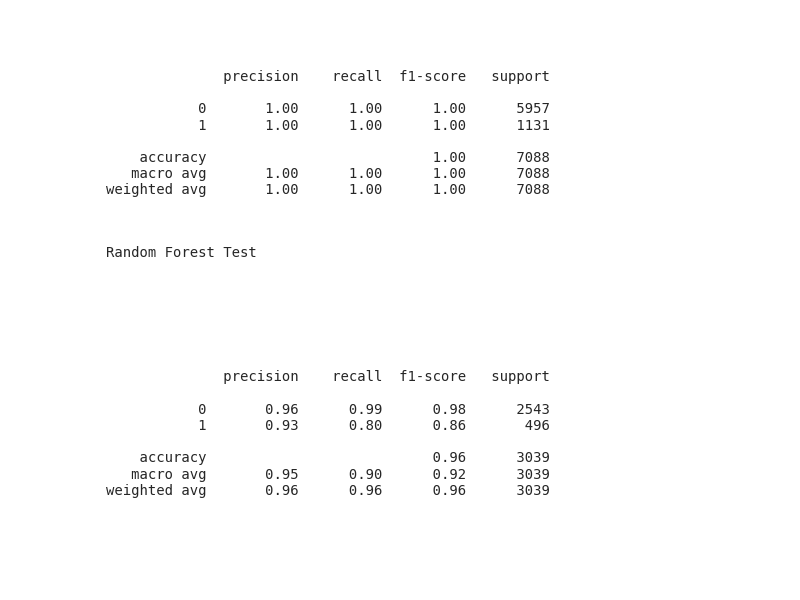 precision recall f1-score support
0 1.00 1.00 1.00 5957
1 1.00 1.00 1.00 1131
accuracy 1.00 7088
macro avg 1.00 1.00 1.00 7088
weighted avg 1.00 1.00 1.00 7088
Random Forest Test
precision recall f1-score support
0 0.96 0.99 0.98 2543
1 0.93 0.80 0.86 496
accuracy 0.96 3039
macro avg 0.95 0.90 0.92 3039
weighted avg 0.96 0.96 0.96 3039